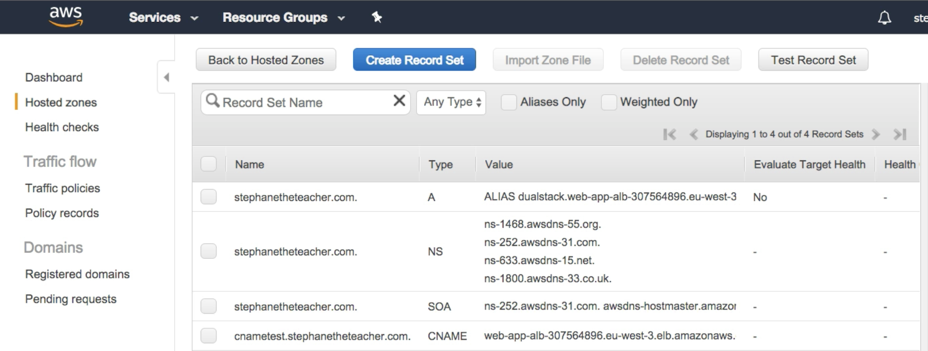 aws Services Resource Groups ste
Back to Hosted Zones Create Record Set Import Zone File Delete Record Set Test Record Set
Dashboard
Hosted zones
Health checks
Traffic flow
Traffic policies
Policy records
Domains
Registered domains
Pending requests
Record Set Name Any Type Aliases Only Weighted Only
Displaying 1 to 4 out of 4 Record Sets
Name Type Value Evaluate Target Health Health
stephanetheteacher.com. A ALIAS dualstack.web-app-alb-307564896.eu-west-3 No -
stephanetheteacher.com. NS ns-1468.awsdns-55.org.
ns-252.awsdns-31.com.
ns-633.awsdns-15.net.
ns-1800.awsdns-33.co.uk. - -
stephanetheteacher.com. SOA ns-252.awsdns-31.com. awsdns-hostmaster.amazor - -
cnametest.stephanetheteacher.com. CNAME web-app-alb-307564896.eu-west-3.elb.amazonaws. - -